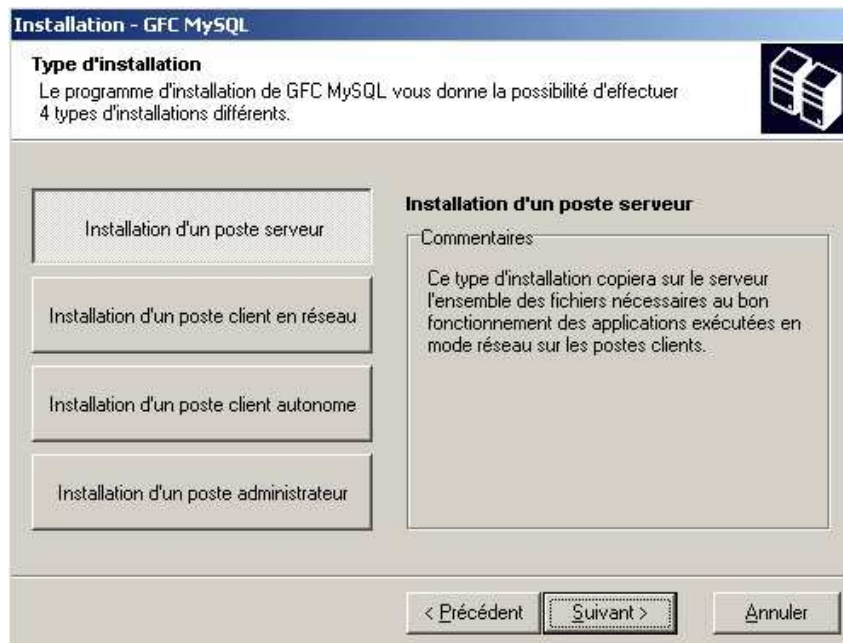 Installation - GFC MySQL
Type d'installation
Le programme d'installation de GFC MySQL vous donne la possibilité d'effectuer
4 types d'installations différents.
Installation d'un poste serveur
Installation d'un poste client en réseau
Installation d'un poste client autonome
Installation d'un poste administrateur
Installation d'un poste serveur
Commentaires
Ce type d'installation copiera sur le serveur
l'ensemble des fichiers nécessaires au bon
fonctionnement des applications exécutées en
mode réseau sur les postes clients.
< Précédent
Suivant >
Annuler